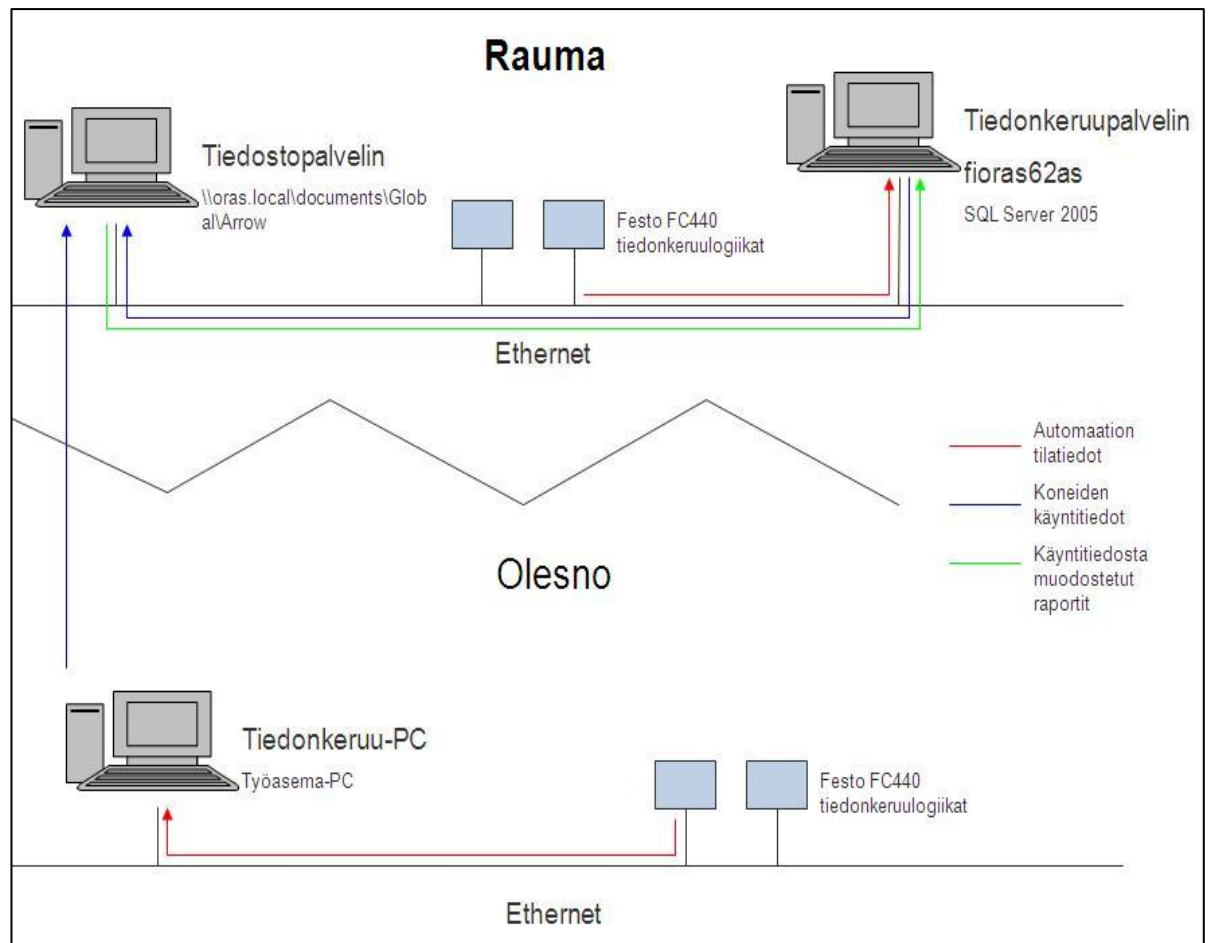 Rauma
Tiedostopalvelin
\\oras.local\documents\Glob
al\Arrow
Festo FC440
tiedonkeruulogiikat
Tiedonkeruupalvelin
fioras62as
SQL Server 2005
Ethernet
Automaation
tilatiedot
Koneiden
käyntitiedot
Käyntitiedosta
muodostetut
raportit
Olesno
Tiedonkeruu-PC
Työasema-PC
Festo FC440
tiedonkeruulogiikat
Ethernet